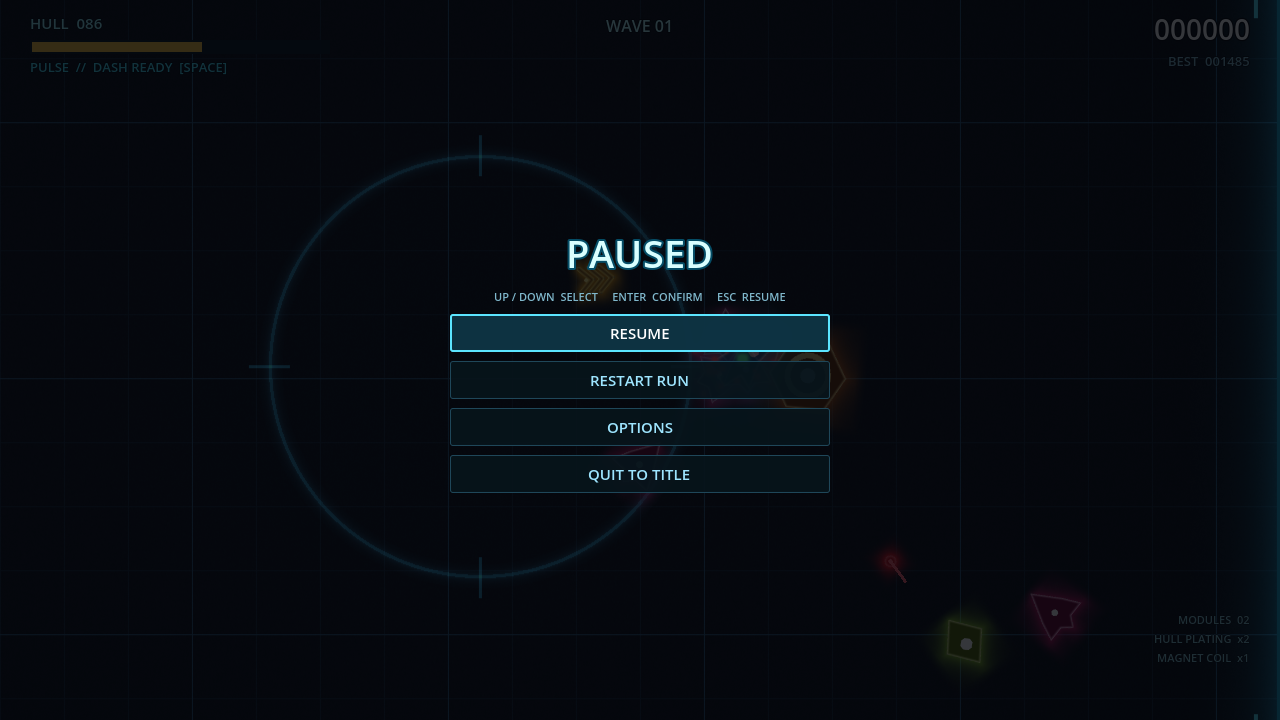 HULL 086
WAVE 01
000000
PULSE // DASH READY [SPACE]
BEST 001485
PAUSED
UP / DOWN SELECT ENTER CONFIRM ESC RESUME
RESUME
RESTART RUN
OPTIONS
QUIT TO TITLE
MODULES 02
HULL PLATING x2
MAGNET COIL x1